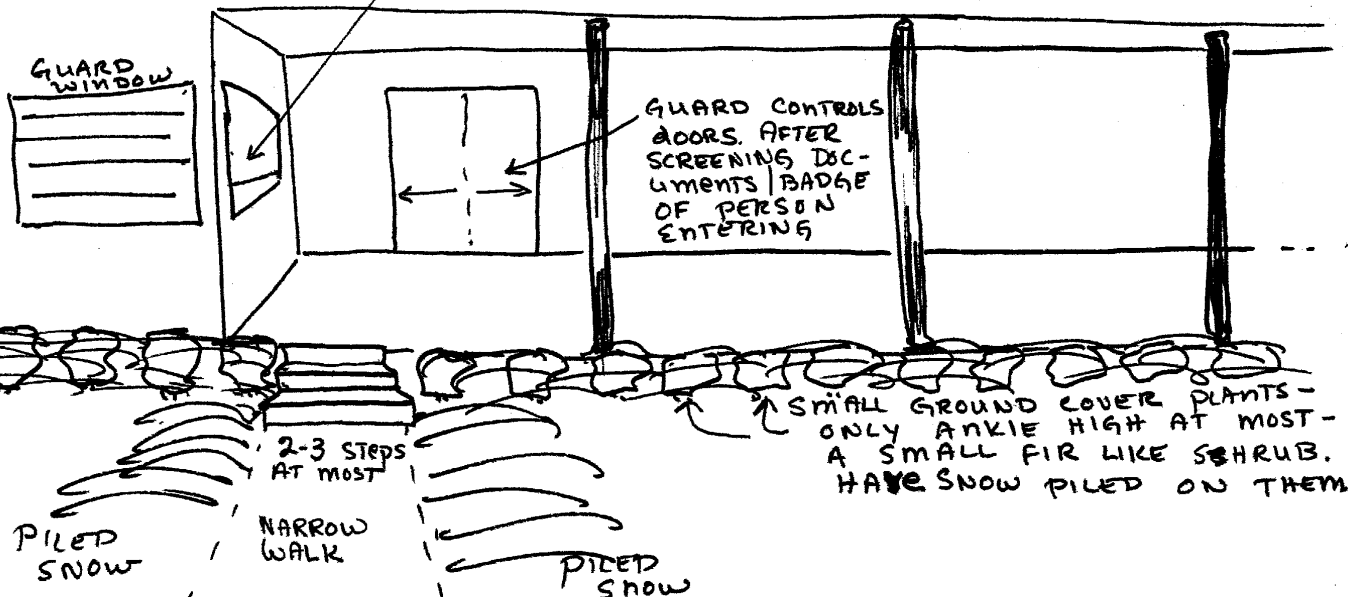 GUARD
WINDOW
GUARD CONTROLS
dOORS. AFTER
SCREENING DOC-
UMENTS | BADGE
OF PERSON
ENTERING
SMALL GROUND COVER PLANTS-
ONLY ANKlE HIGH AT MOST-
A SMALL FIR LIKE SHRUB.
HAVe SNOW PILED ON THEM
2-3 STEPS
AT MOST
NARROW
WALK
PILED
SNOW
PILED
SNOW